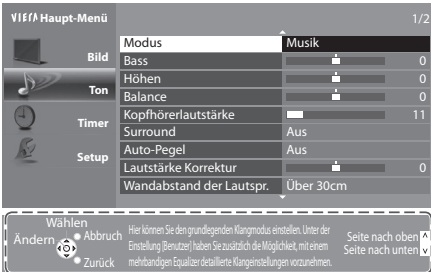 VIErA Haupt-Menü 1/2
Bild
Ton
Timer
Setup
Modus Musik
Bass 0
Höhen 0
Balance 0
Kopfhörerlautstärke 11
Surround Aus
Auto-Pegel Aus
Lautstärke Korrektur 0
Wandabstand der Lautspr. Über 30cm
Wählen
Ändern
Abbruch
Zurück
Hier können Sie den grundlegenden Klangmodus einstellen. Unter der
Einstellung [Benutzer] haben Sie zusätzlich die Möglichkeit, mit einem
mehrbandigen Equalizer detaillierte Klangeinstellungen vorzunehmen.
Seite nach oben
Seite nach unten